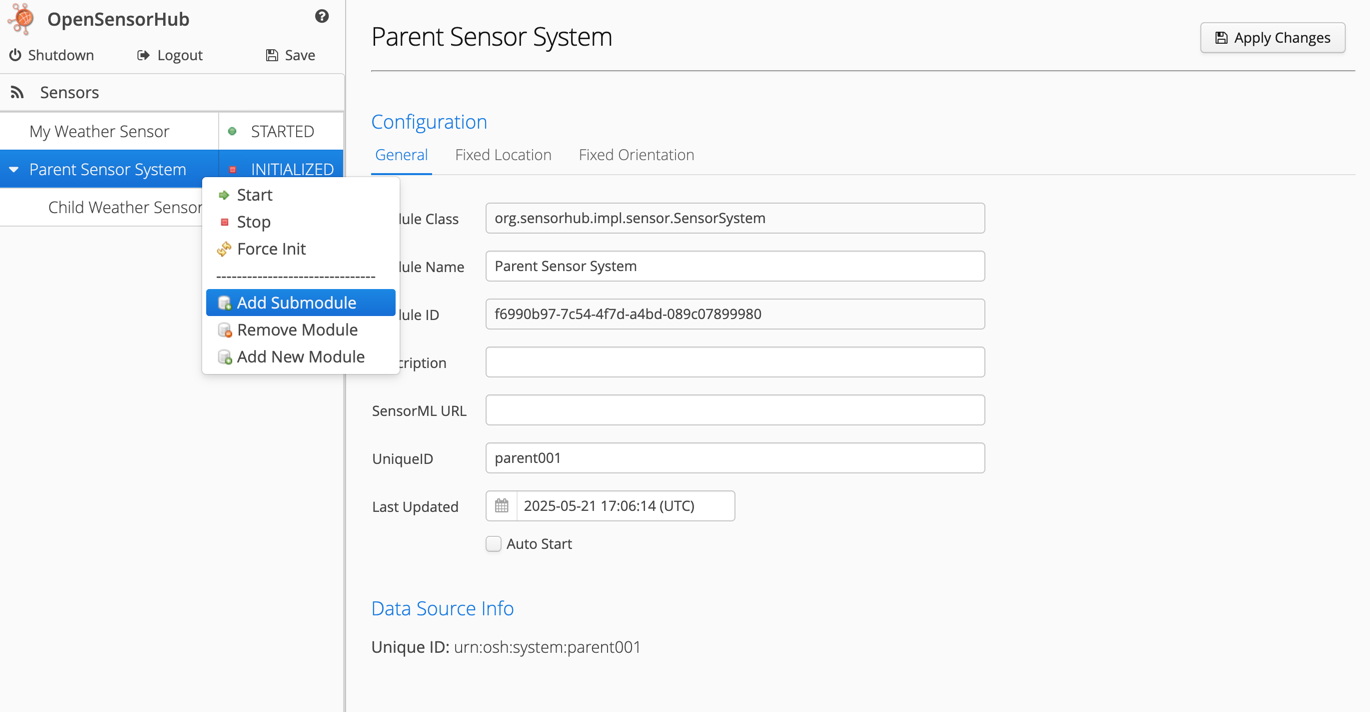 OpenSensorHub
Shutdown Logout Save
Sensors
My Weather Sensor STARTED
Parent Sensor System INITIALIZED
Child Weather Sensor
Start
Stop
Force Init
-------------------------------
Add Submodule
Remove Module
Add New Module
Parent Sensor System
Apply Changes
Configuration
General Fixed Location Fixed Orientation
ule Class org.sensorhub.impl.sensor.SensorSystem
ule Name Parent Sensor System
ule ID f6990b97-7c54-4f7d-a4bd-089c07899980
cription
SensorML URL
UniqueID parent001
Last Updated 2025-05-21 17:06:14 (UTC)
Auto Start
Data Source Info
Unique ID: urn:osh:system:parent001